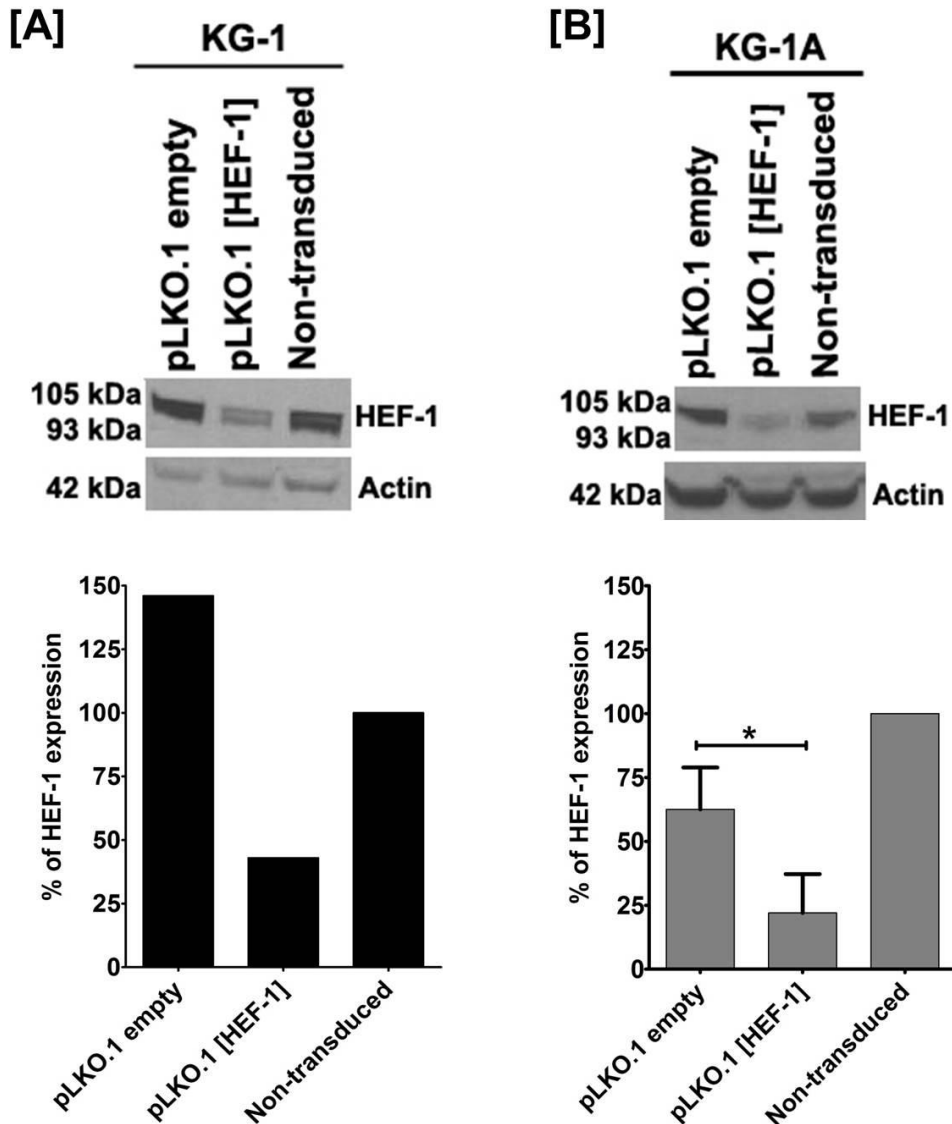 [A]
KG-1
pLKO.1 empty
pLKO.1 [HEF-1]
Non-transduced
105 kDa
93 kDa
HEF-1
42 kDa
Actin
% of HEF-1 expression
150
125
100
75
50
25
0
pLKO.1 empty
pLKO.1 [HEF-1]
Non-transduced
[B]
KG-1A
pLKO.1 empty
pLKO.1 [HEF-1]
Non-transduced
105 kDa
93 kDa
HEF-1
42 kDa
Actin
% of HEF-1 expression
150
125
100
75
50
25
0
*
pLKO.1 empty
pLKO.1 [HEF-1]
Non-transduced